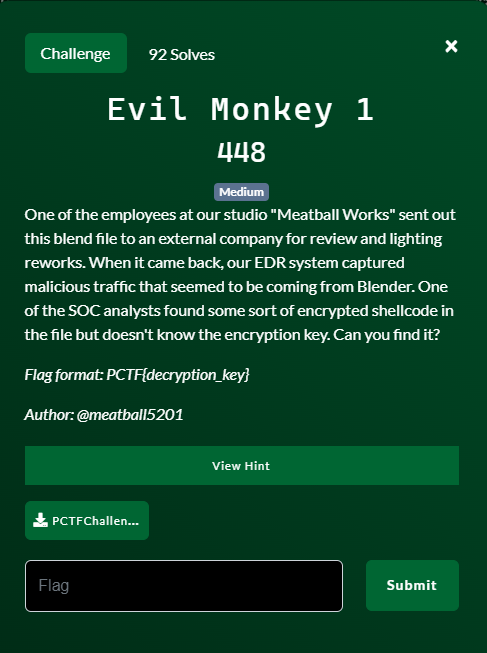 Challenge
92 Solves
×
Evil Monkey 1
448
Medium
One of the employees at our studio "Meatball Works" sent out
this blend file to an external company for review and lighting
reworks. When it came back, our EDR system captured
malicious traffic that seemed to be coming from Blender. One
of the SOC analysts found some sort of encrypted shellcode in
the file but doesn't know the encryption key. Can you find it?
Flag format: PCTF{decryption_key}
Author: @meatball5201
View Hint
PCTFChallen...
Flag
Submit